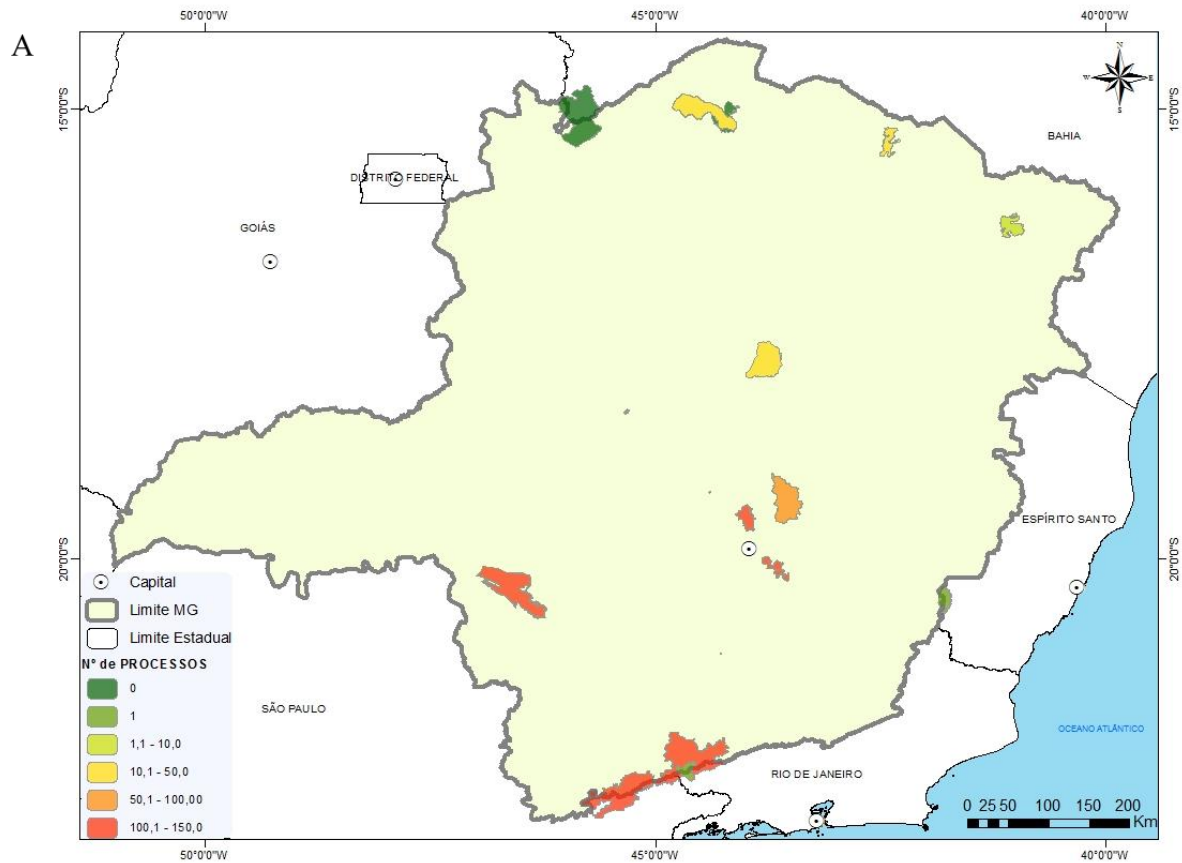 A
50°0'0"W
45°0'0"W
40°0'0"W
N
W
E
S
15°0'0"S
15°0'0"S
BAHIA
DISTRITO FEDERAL
GOIÁS
ESPÍRITO SANTO
20°0'0"S
20°0'0"S
Capital
Limite MG
Limite Estadual
Nº de PROCESSOS
0
1
1,1 - 10,0
10,1 - 50,0
50,1 - 100,00
100,1 - 150,0
SÃO PAULO
OCEANO ATLÂNTICO
RIO DE JANEIRO
0 25 50 100 150 200
Km
50°0'0"W
45°0'0"W
40°0'0"W